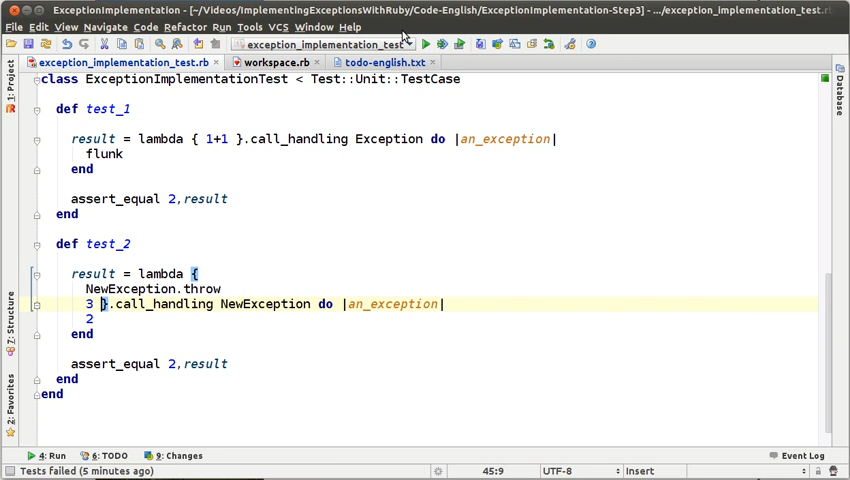 ExceptionImplementation - [~/Videos/ImplementingExceptionsWithRuby/Code-English/ExceptionImplementation-Step3] - .../exception_implementation_test.rb
File Edit View Navigate Code Refactor Run Tools VCS Window Help
exception_implementation_test
exception_implementation_test.rb workspace.rb todo-english.txt
1: Project
7: Structure
2: Favorites
Database
class ExceptionImplementationTest < Test::Unit::TestCase
def test_1
result = lambda { 1+1 }.call_handling Exception do |an_exception|
flunk
end
assert_equal 2,result
end
def test_2
result = lambda {
NewException.throw
3 }.call_handling NewException do |an_exception|
2
end
assert_equal 2,result
end
end
4: Run 6: TODO 9: Changes Event Log
Tests failed (5 minutes ago) 45:9 UTF-8 Insert